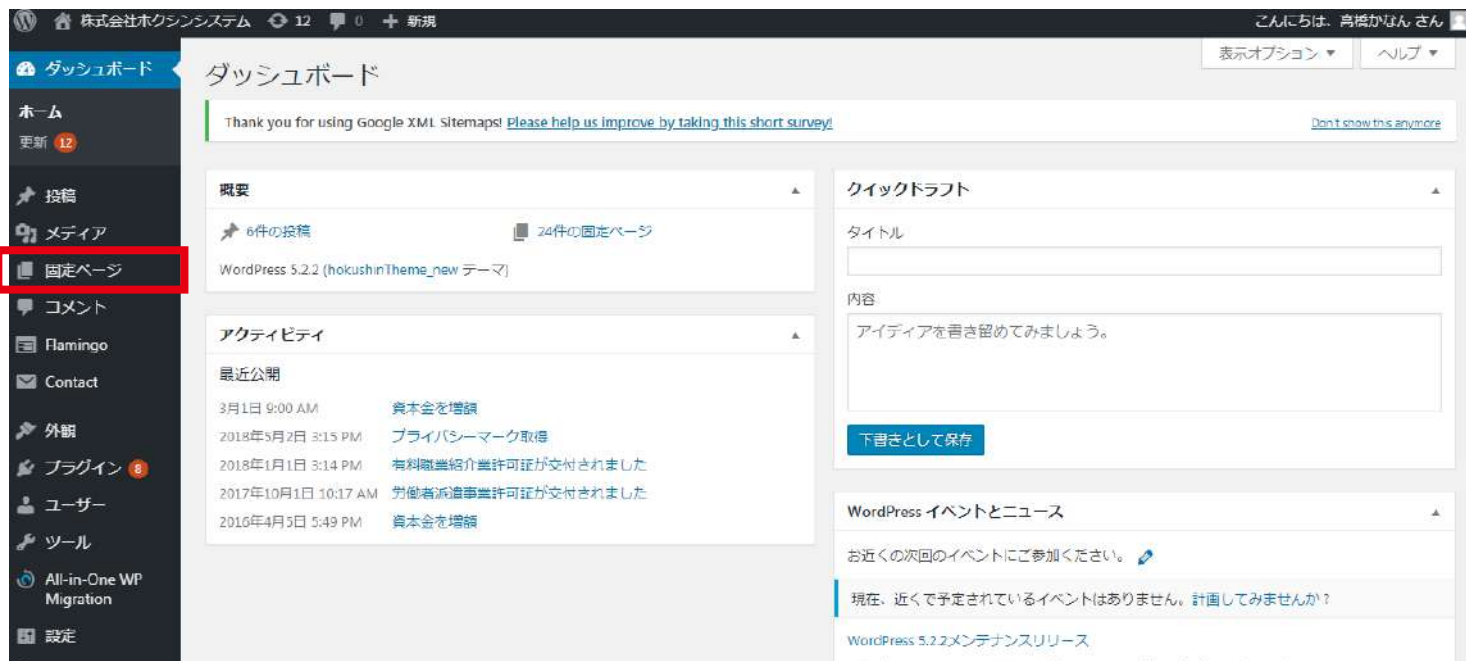 株式会社ホクシンシステム 12 0 新規 こんにちは、高橋かなん さん
表示オプション ヘルプ
ダッシュボード
ホーム
更新 12
投稿
メディア
固定ページ
コメント
Flamingo
Contact
外観
プラグイン 8
ユーザー
ツール
All-in-One WP
Migration
設定
ダッシュボード
Thank you for using Google XML Sitemaps! Please help us improve by taking this short survey! Don't show this anymore
概要
6件の投稿 24件の固定ページ
WordPress 5.2.2 (hokushinTheme_new テーマ)
アクティビティ
最近公開
3月1日 9:00 AM 資本金を増額
2018年5月2日 3:15 PM プライバシーマーク取得
2018年1月1日 3:14 PM 有料職業紹介業許可証が交付されました
2017年10月1日 10:17 AM 労働者派遣事業許可証が交付されました
2016年4月5日 5:49 PM 資本金を増額
クイックドラフト
タイトル
内容
アイディアを書き留めてみましょう。
下書きとして保存
WordPress イベントとニュース
お近くの次回のイベントにご参加ください。
現在、近くで予定されているイベントはありません。計画してみませんか ?
WordPress 5.2.2メンテナンスリリース